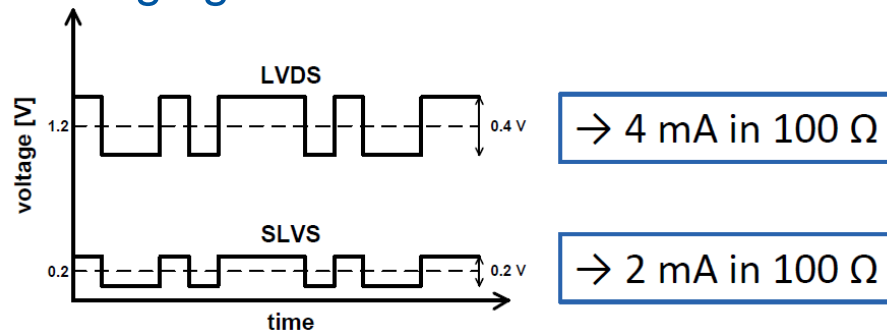 LVDS
voltage [V]
1.2
0.4 V
→ 4 mA in 100 Ω
SLVS
0.2
0.2 V
→ 2 mA in 100 Ω
time